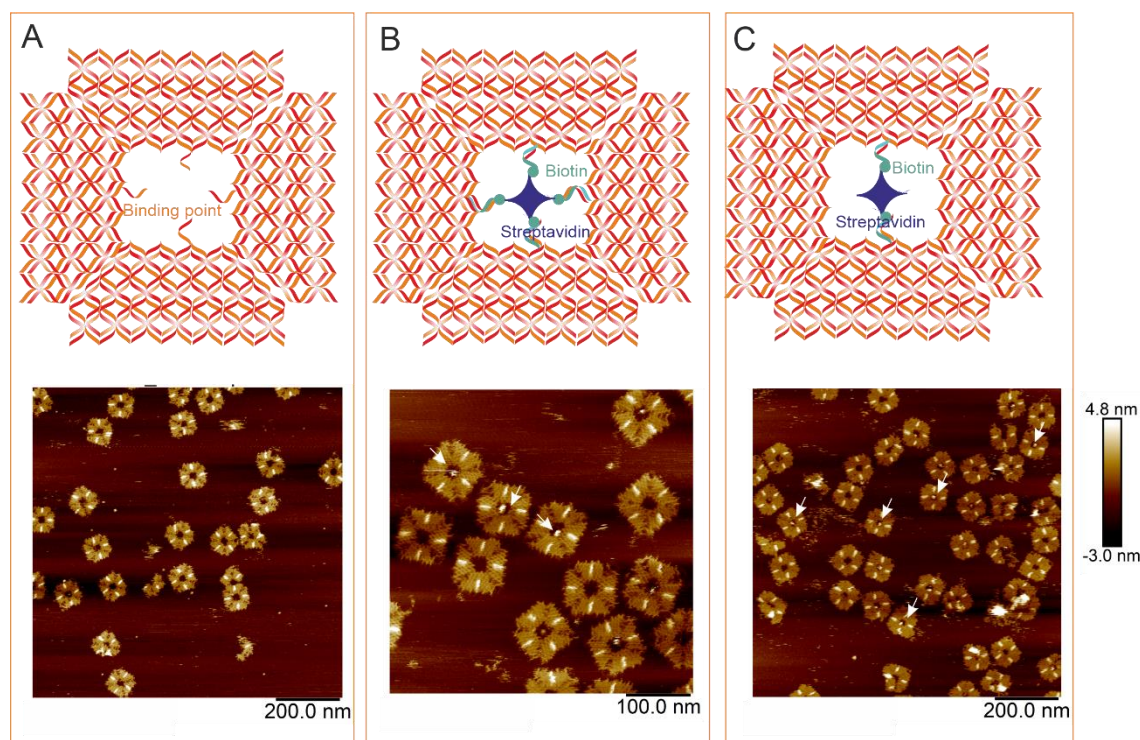 A
Binding point
200.0 nm
B
Biotin
Streptavidin
100.0 nm
C
Biotin
Streptavidin
200.0 nm
4.8 nm
-3.0 nm